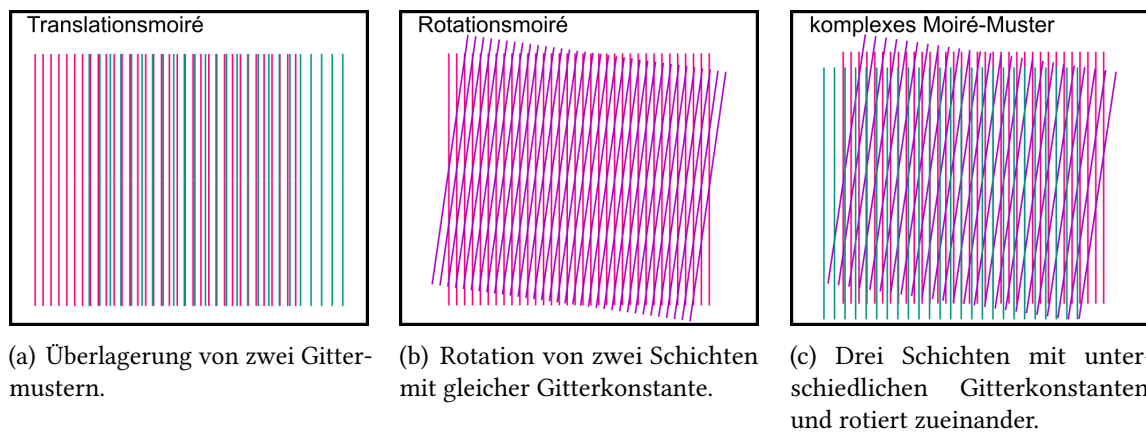 Translationsmoiré
Rotationsmoiré
komplexes Moiré-Muster
(a) Überlagerung von zwei Gitter-
mustern.
(b) Rotation von zwei Schichten
mit gleicher Gitterkonstante.
(c) Drei Schichten mit unter-
schiedlichen Gitterkonstanten
und rotiert zueinander.